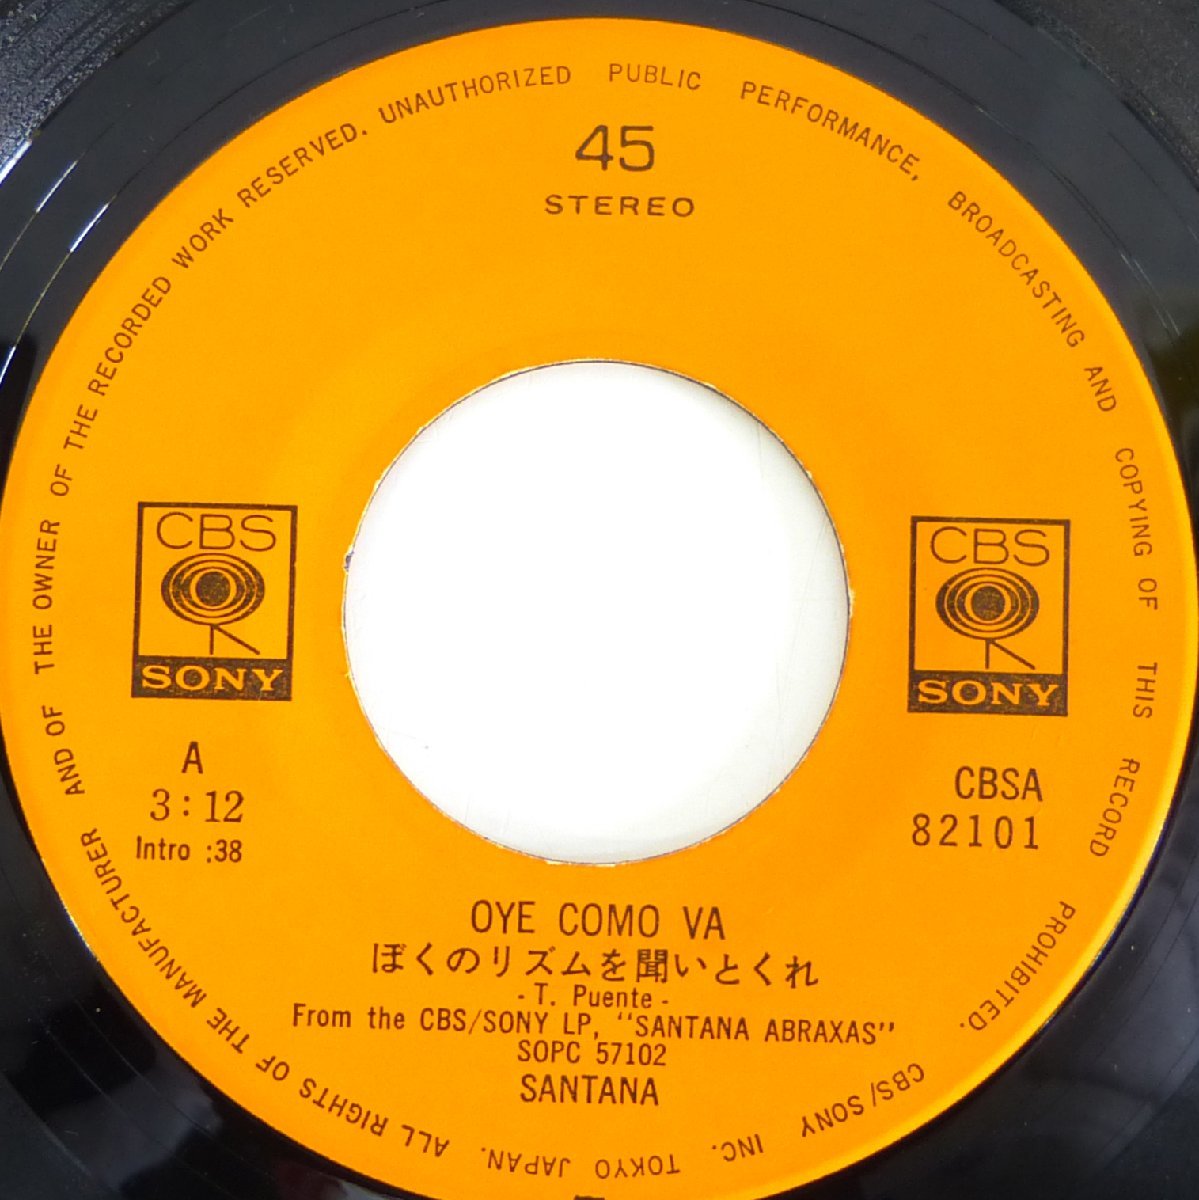 ALL RIGHTS OF THE MANUFACTURER AND OF THE OWNER OF THE RECORDED WORK RESERVED. UNAUTHORIZED PUBLIC PERFORMANCE, BROADCASTING AND COPYING OF THIS RECORD PROHIBITED.
45
STEREO
CBS
SONY
CBS
SONY
A
3:12
Intro :38
CBSA
82101
OYE COMO VA
ぼくのリズムを聞いとくれ
- T. Puente -
From the CBS/SONY LP, "SANTANA ABRAXAS"
SOPC 57102
SANTANA
CBS/SONY INC. TOKYO JAPAN.